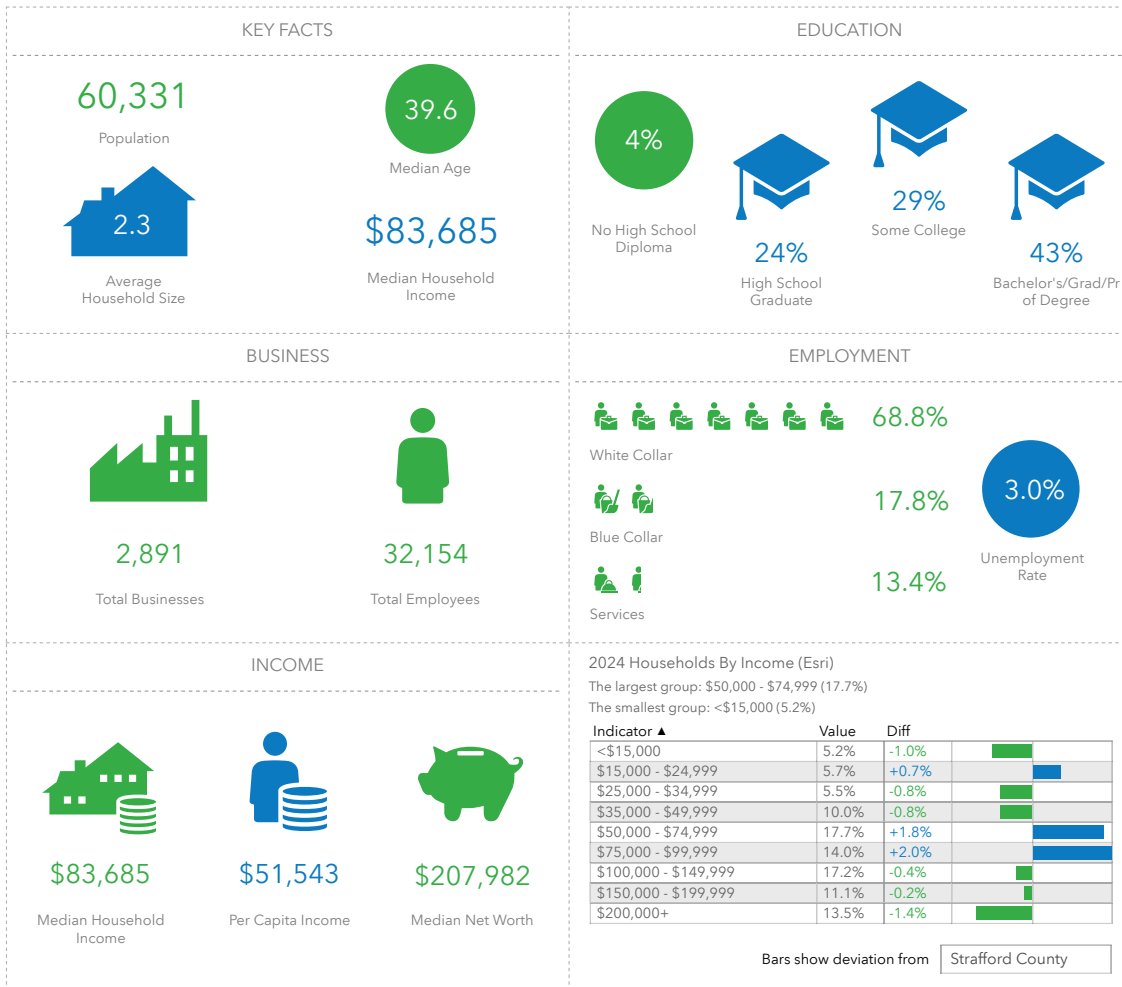 KEY FACTS
60,331
Population
39.6
Median Age
2.3
Average
Household Size
$83,685
Median Household
Income
EDUCATION
4%
No High School
Diploma
24%
High School
Graduate
29%
Some College
43%
Bachelor's/Grad/Pr
of Degree
BUSINESS
2,891
Total Businesses
32,154
Total Employees
EMPLOYMENT
68.8%
White Collar
17.8%
Blue Collar
13.4%
Services
3.0%
Unemployment
Rate
INCOME
$83,685
Median Household
Income
$51,543
Per Capita Income
$207,982
Median Net Worth
2024 Households By Income (Esri)
The largest group: $50,000 - $74,999 (17.7%)
The smallest group: <$15,000 (5.2%)
Indicator ▲ Value Diff
<$15,000 5.2% -1.0%
$15,000 - $24,999 5.7% +0.7%
$25,000 - $34,999 5.5% -0.8%
$35,000 - $49,999 10.0% -0.8%
$50,000 - $74,999 17.7% +1.8%
$75,000 - $99,999 14.0% +2.0%
$100,000 - $149,999 17.2% -0.4%
$150,000 - $199,999 11.1% -0.2%
$200,000+ 13.5% -1.4%
Bars show deviation from Strafford County